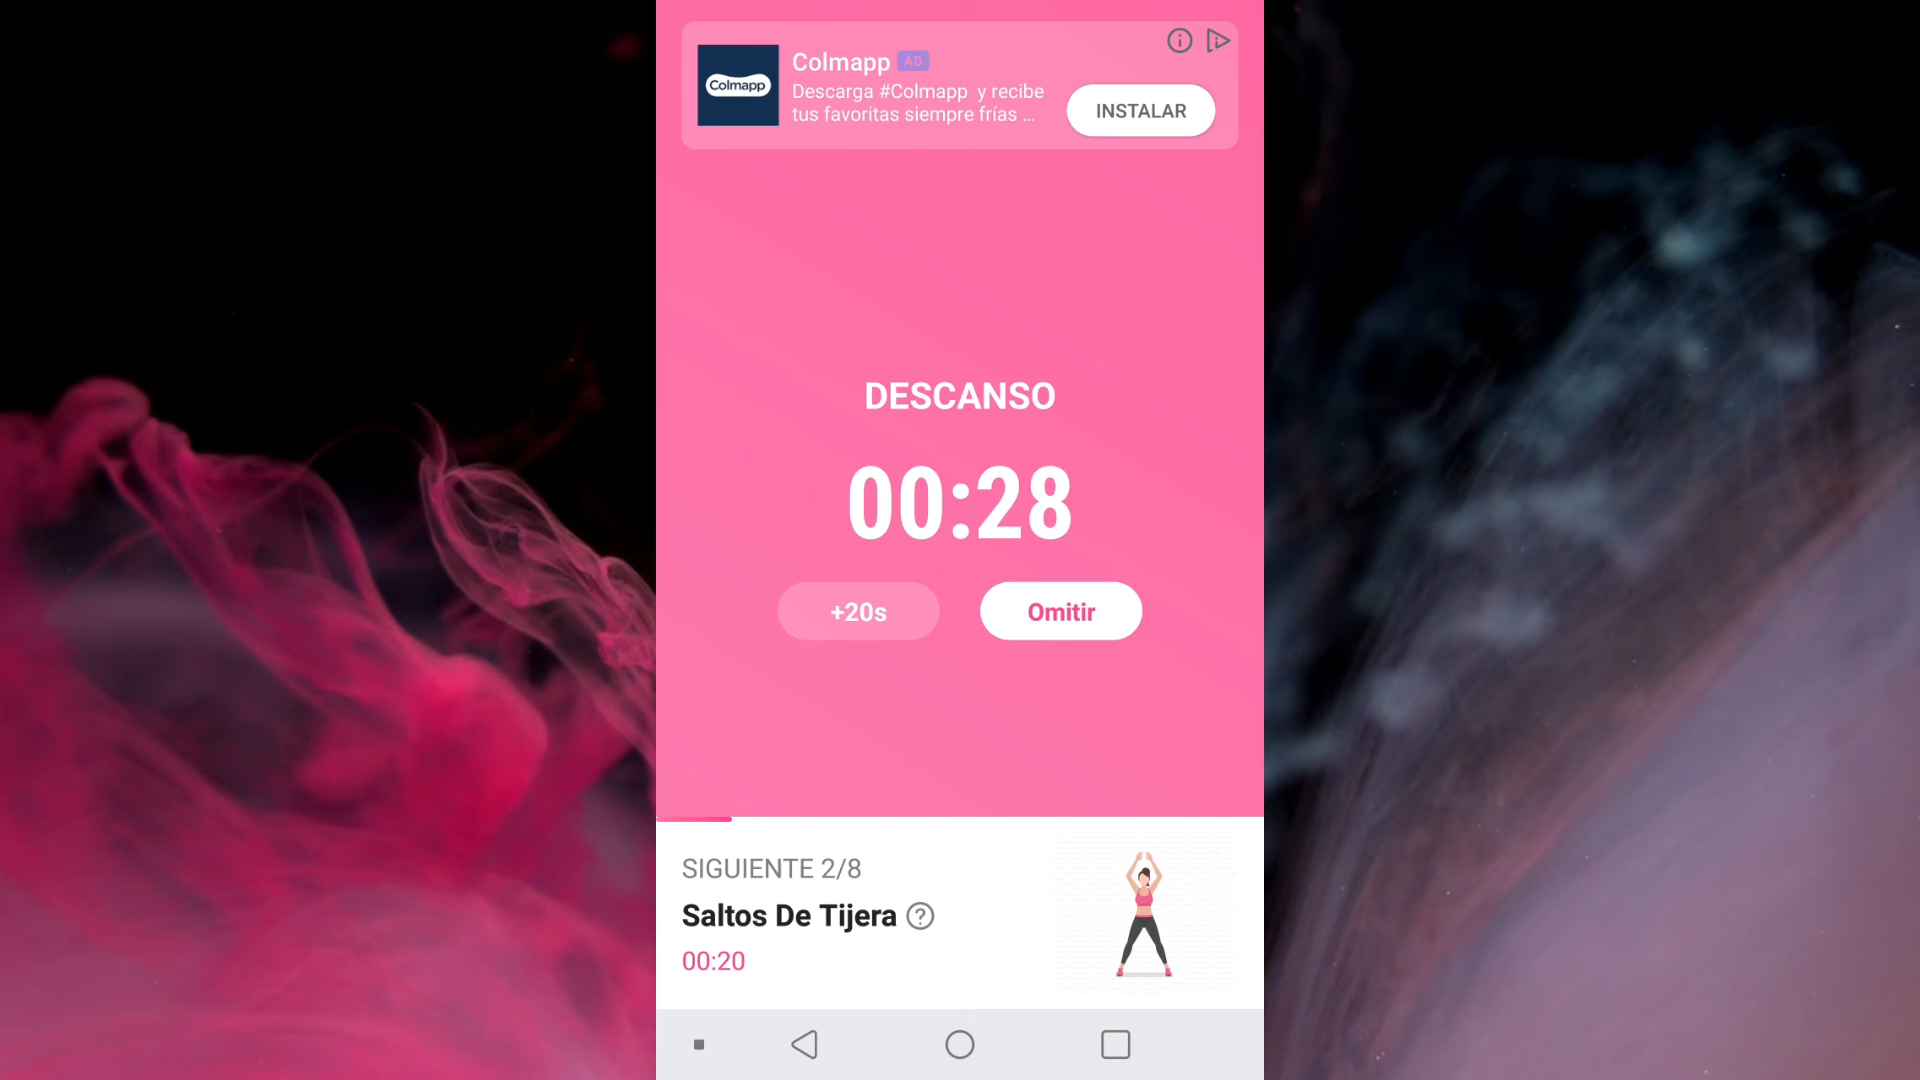 Colmapp
Colmapp AD
Descarga #Colmapp y recibe
tus favoritas siempre frías ...
INSTALAR
DESCANSO
00:28
+20s
Omitir
SIGUIENTE 2/8
Saltos De Tijera ?
00:20